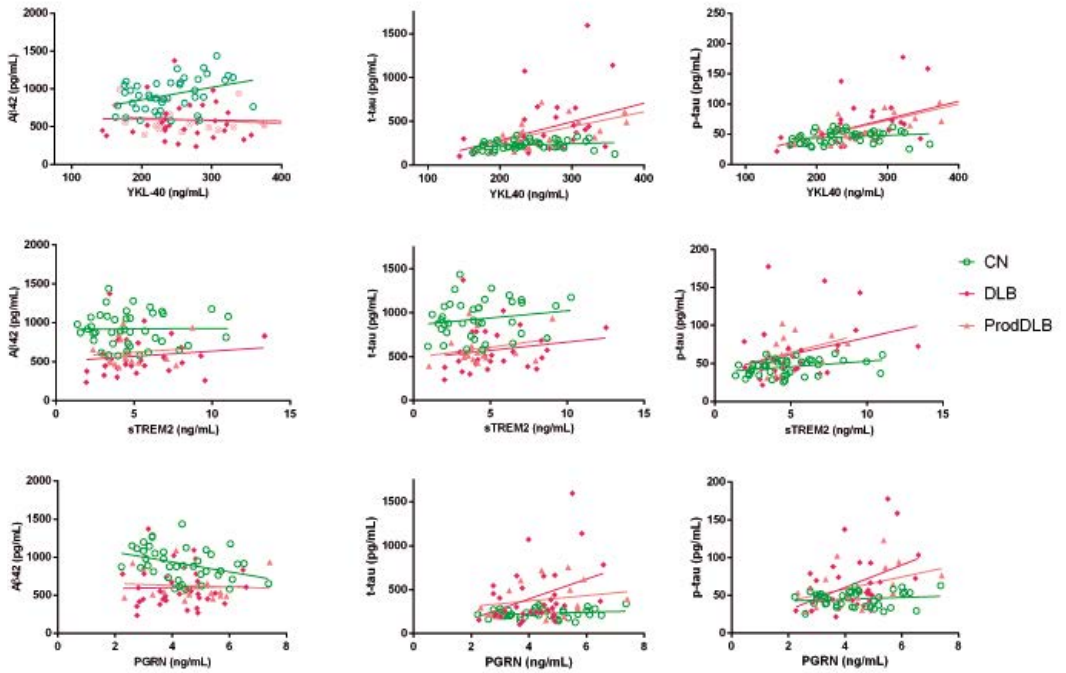 2000
1500
1000
500
0
Aβ42 (pg/mL)
100 200 300 400
YKL-40 (ng/mL)
1500
1000
500
0
t-tau (pg/mL)
100 200 300 400
YKL40 (ng/mL)
250
200
150
100
50
0
p-tau (pg/mL)
100 200 300 400
YKL40 (ng/mL)
2000
1500
1000
500
0
Aβ42 (pg/mL)
0 5 10 15
sTREM2 (ng/mL)
1500
1000
500
0
t-tau (pg/mL)
0 5 10 15
sTREM2 (ng/mL)
200
150
100
50
0
p-tau (pg/mL)
0 5 10 15
sTREM2 (ng/mL)
CN
DLB
ProdDLB
2000
1500
1000
500
0
Aβ42 (pg/mL)
0 2 4 6 8
PGRN (ng/mL)
1500
1000
500
0
t-tau (pg/mL)
0 2 4 6 8
PGRN (ng/mL)
200
150
100
50
0
p-tau (pg/mL)
0 2 4 6 8
PGRN (ng/mL)